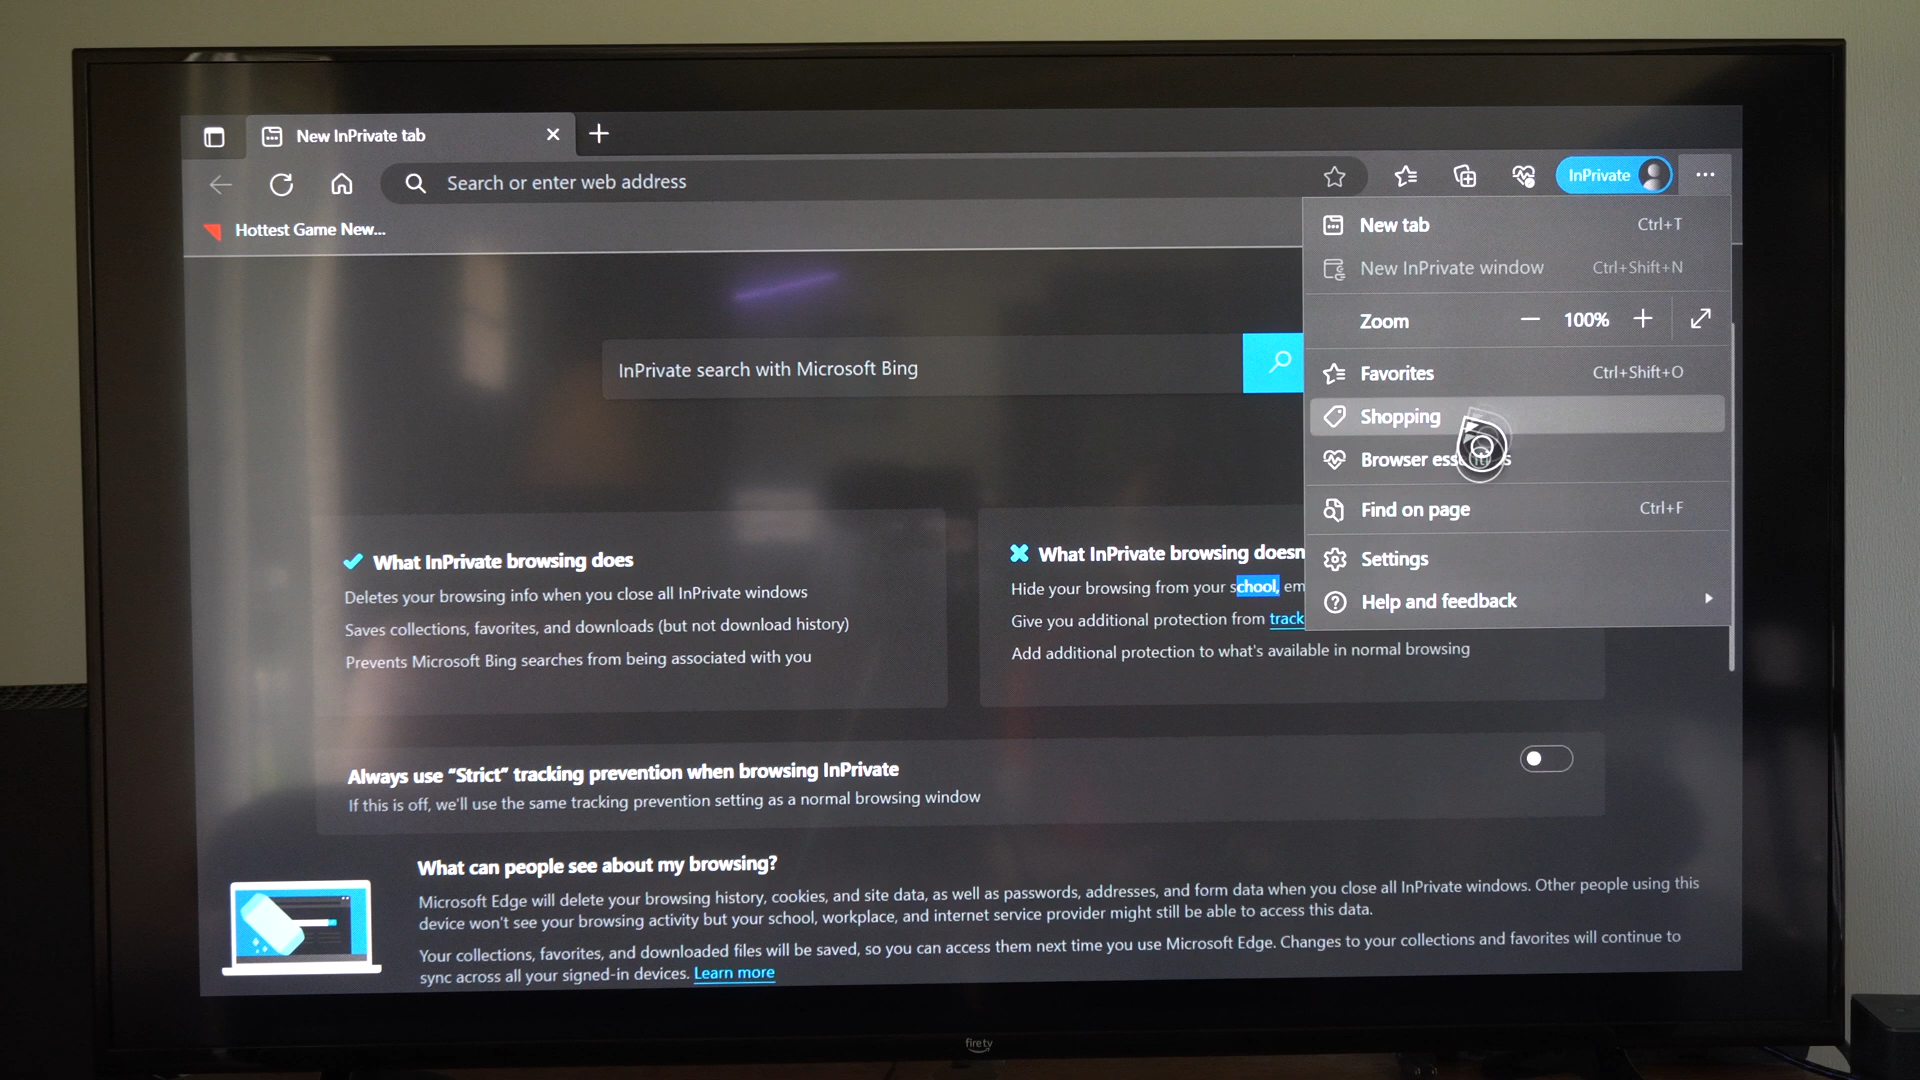 New InPrivate tab
Search or enter web address
InPrivate
Hottest Game New...
New tab Ctrl+T
New InPrivate window Ctrl+Shift+N
Zoom 100%
Favorites Ctrl+Shift+O
Shopping
Browser
Find on page Ctrl+F
Settings
Help and feedback
InPrivate search with Microsoft Bing
What InPrivate browsing does
Deletes your browsing info when you close all InPrivate windows
Saves collections, favorites, and downloads (but not download history)
Prevents Microsoft Bing searches from being associated with you
What InPrivate browsing doesn
Hide your browsing from your school, em
Give you additional protection from track
Add additional protection to what's available in normal browsing
Always use “Strict” tracking prevention when browsing InPrivate
If this is off, we'll use the same tracking prevention setting as a normal browsing window
What can people see about my browsing?
Microsoft Edge will delete your browsing history, cookies, and site data, as well as passwords, addresses, and form data when you close all InPrivate windows. Other people using this
device won't see your browsing activity but your school, workplace, and internet service provider might still be able to access this data.
Your collections, favorites, and downloaded files will be saved, so you can access them next time you use Microsoft Edge. Changes to your collections and favorites will continue to
sync across all your signed-in devices. Learn more
fire tv